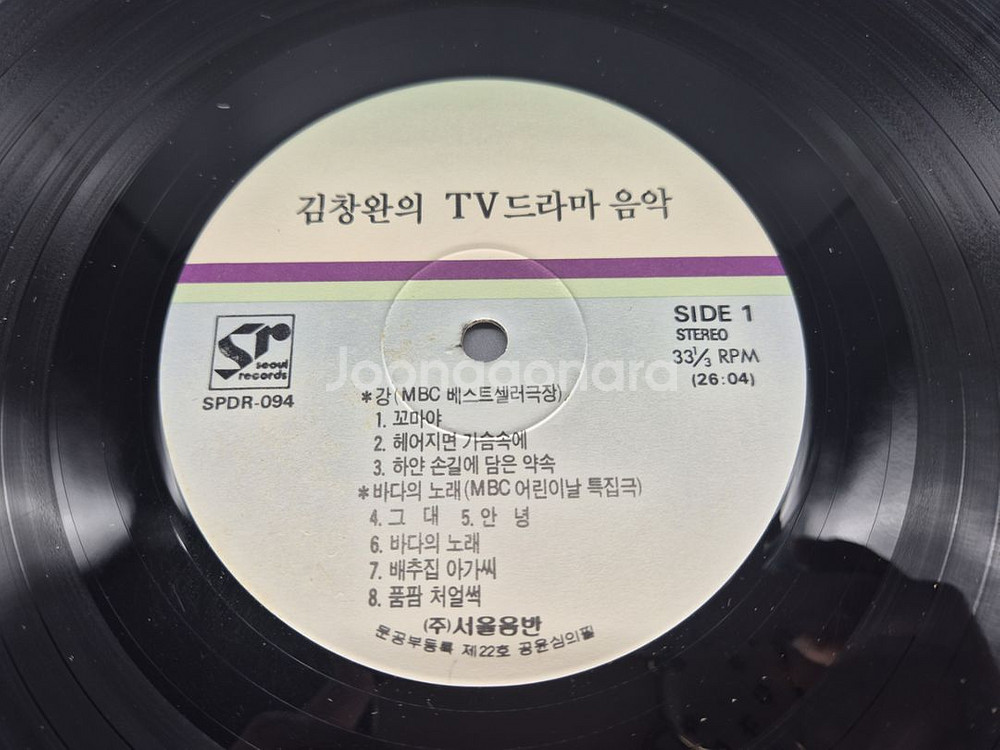 김창완의 TV드라마 음악
SIDE 1
STEREO
33⅓ RPM
(26:04)
seoul
records
SPDR-094
Joonggonara
*강(MBC 베스트셀러극장)
1. 꼬마야
2. 헤어지면 가슴속에
3. 하얀 손길에 담은 약속
*바다의 노래(MBC 어린이날 특집극)
4. 그 대 5. 안 녕
6. 바다의 노래
7. 배추집 아가씨
8. 품팜 처얼썩
(주)서울음반
문공부등록 제22호 공윤심의필